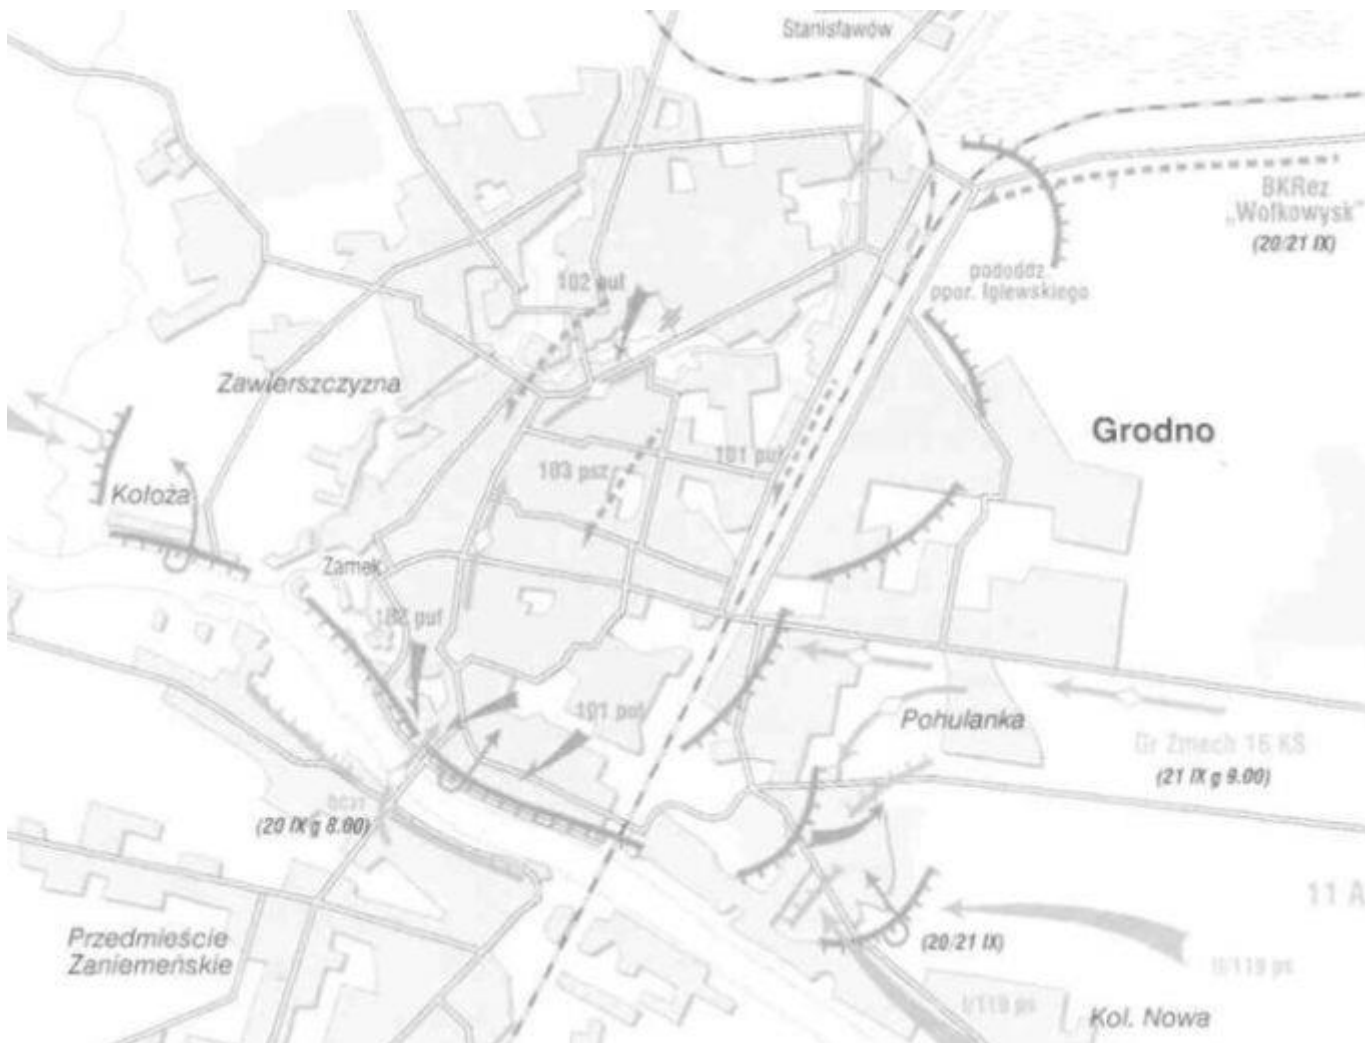 Stanisławów
BKRez
„Wołkowysk"
(20/21 IX)
pododdz.
ppor. Iglewskiego
102 puł
Zawierszczyzna
Grodno
101 puł
103 psz
Kołoża
Zamek
102 puł
101 puł
Pohulanka
Gr Zmech 16 KS
(21 IX g 9.00)
(20 IX g 8.00)
11 A
(20/21 IX)
Przedmieście
Zaniemeńskie
II/119 ps
I/119 ps
Kol. Nowa